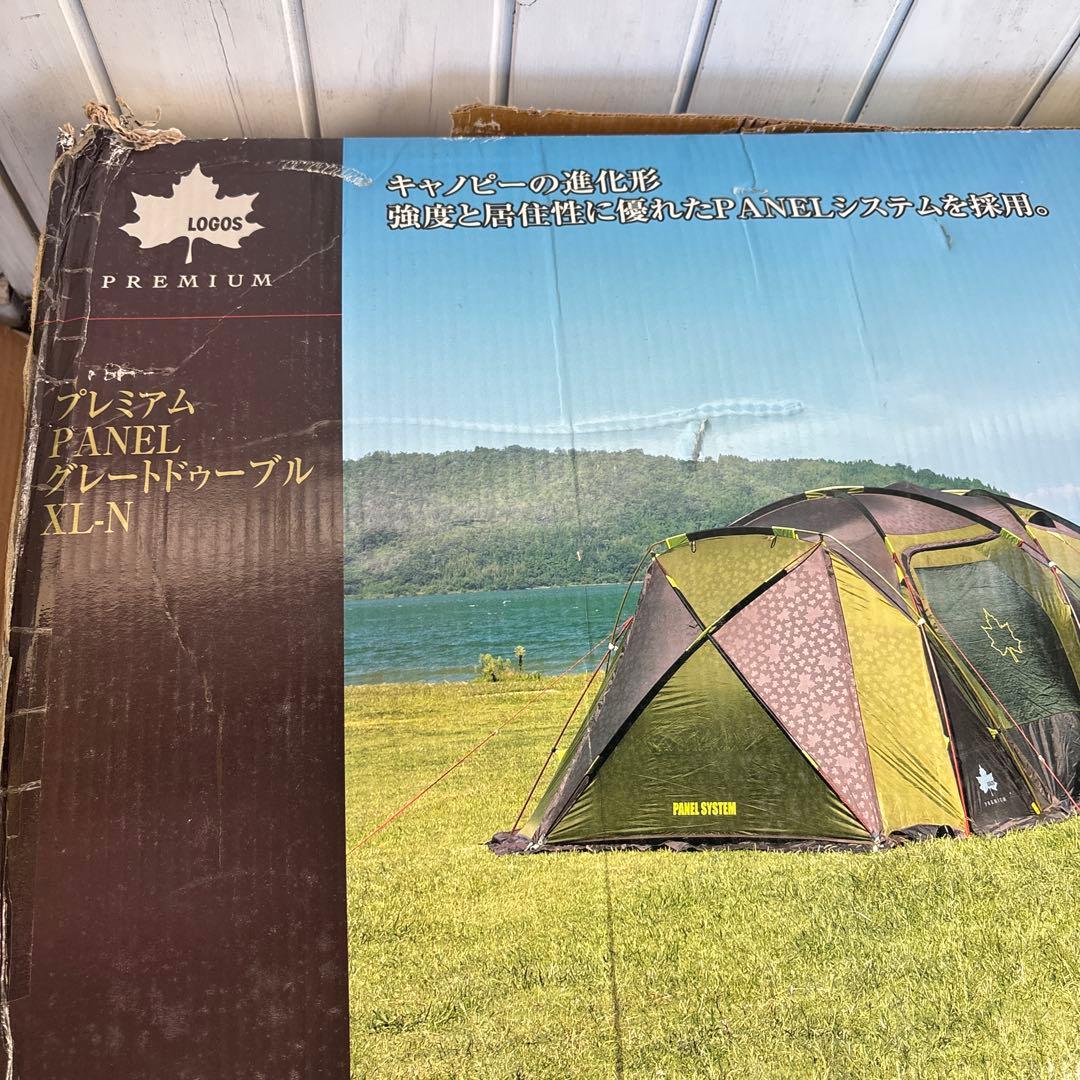 LOGOS
PREMIUM
キャノピーの進化形
強度と居住性に優れたPANELシステムを採用。
プレミアム
PANEL
グレートドゥーブル
XL-N
PANEL SYSTEM
LOGOS
PREMIUM